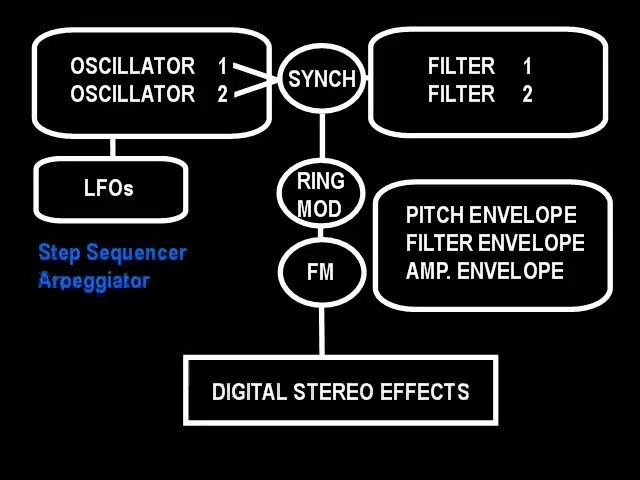 OSCILLATOR 1
OSCILLATOR 2
SYNCH
FILTER 1
FILTER 2
LFOs
RING
MOD
PITCH ENVELOPE
FILTER ENVELOPE
AMP. ENVELOPE
Step Sequencer
Arpeggiator
FM
DIGITAL STEREO EFFECTS